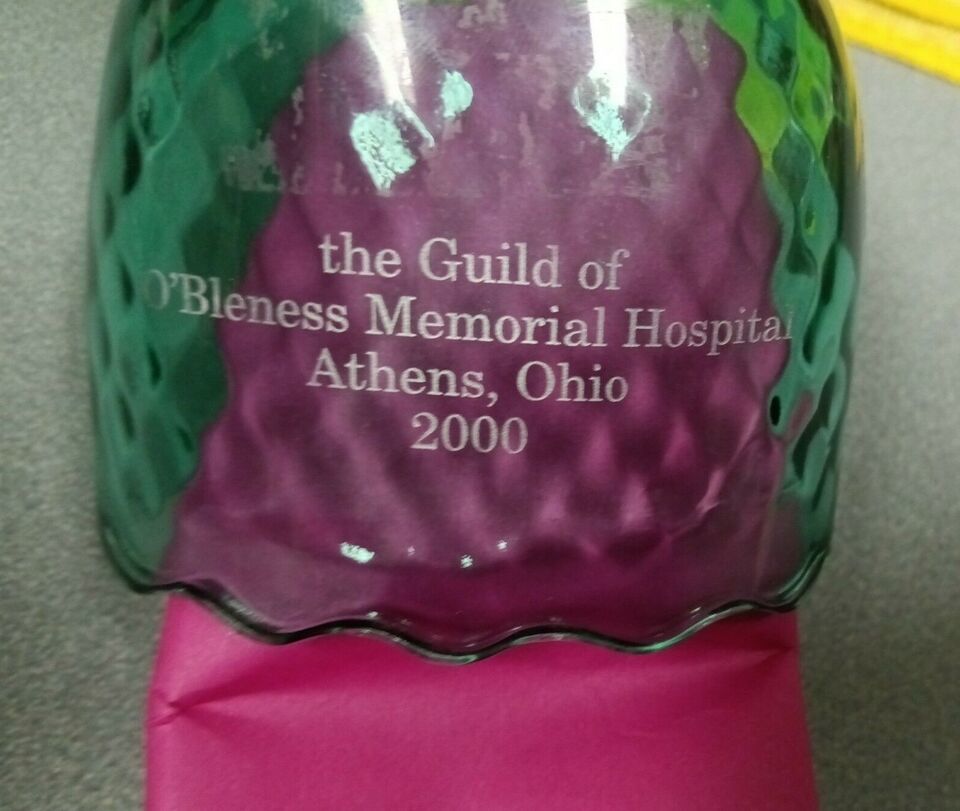 the Guild of
O'Bleness Memorial Hospital
Athens, Ohio
2000